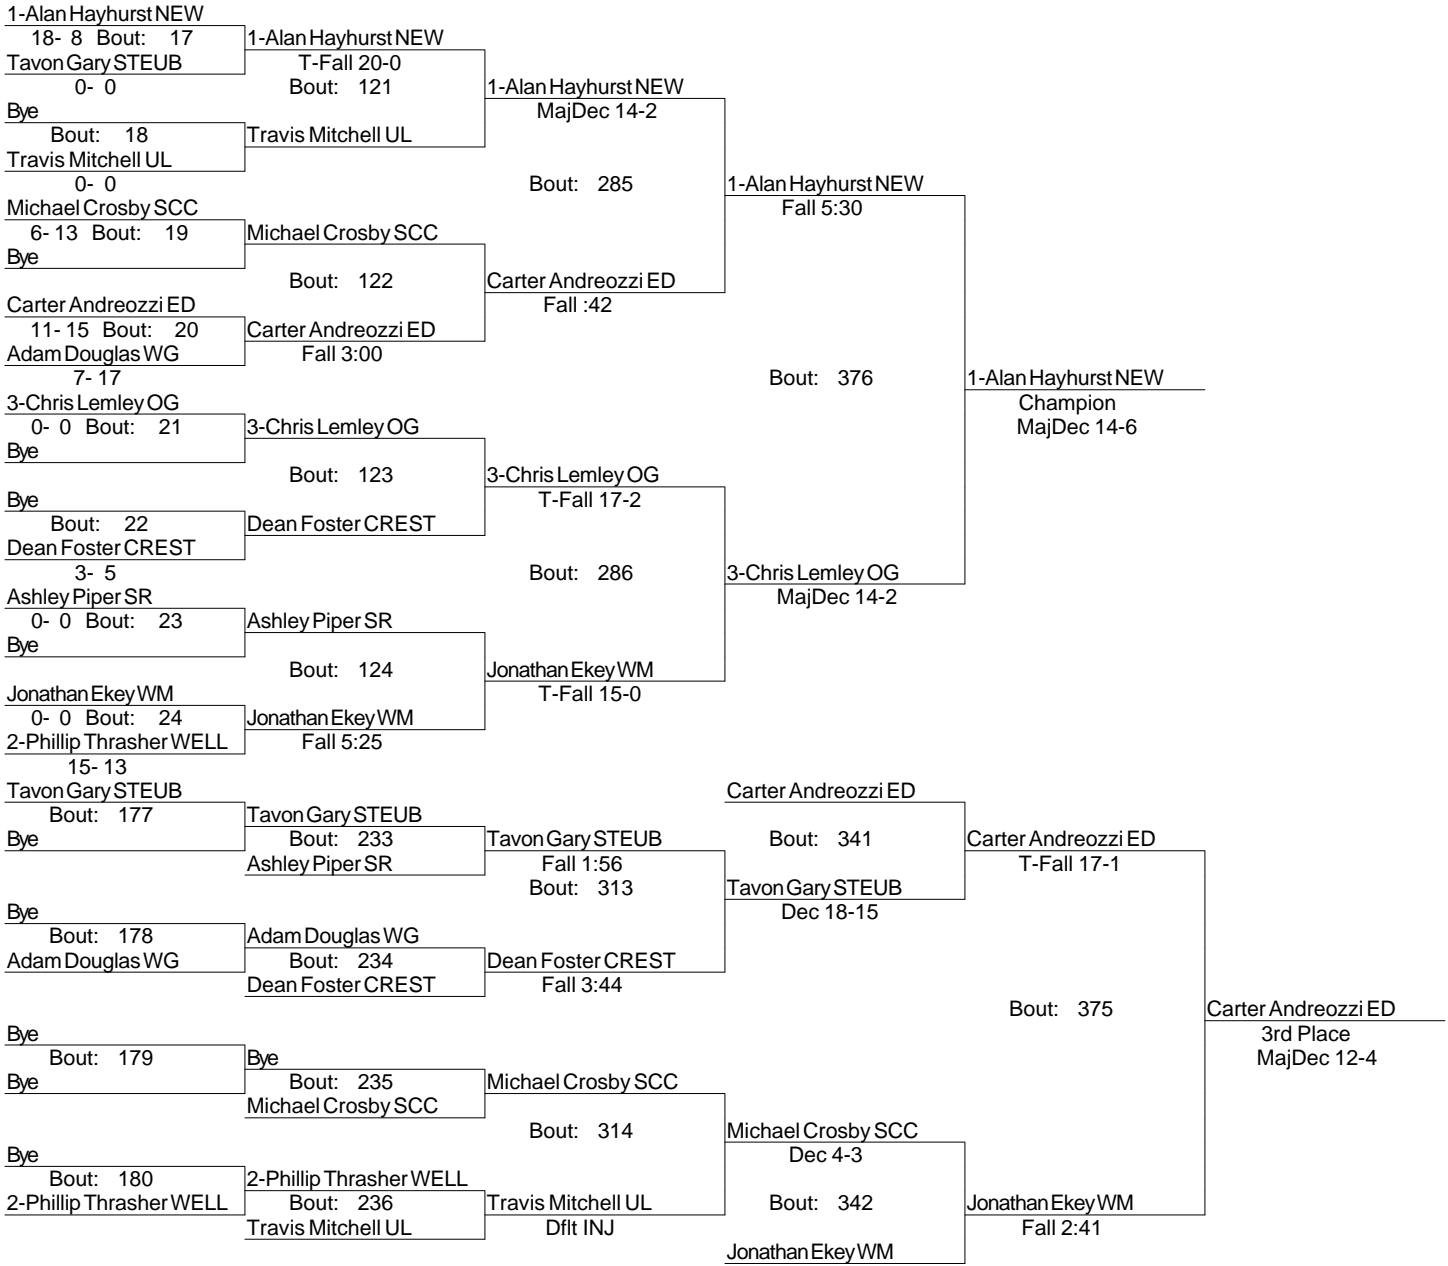 1-Alan Hayhurst NEW
18- 8 Bout: 17
Tavon Gary STEUB
0- 0
Bye
Bout: 18
Travis Mitchell UL
0- 0
Michael Crosby SCC
6- 13 Bout: 19
Bye
Carter Andreozzi ED
11- 15 Bout: 20
Adam Douglas WG
7- 17
3-Chris Lemley OG
0- 0 Bout: 21
Bye
Bye
Bout: 22
Dean Foster CREST
3- 5
Ashley Piper SR
0- 0 Bout: 23
Bye
Jonathan Ekey WM
0- 0 Bout: 24
2-Phillip Thrasher WELL
15- 13
1-Alan Hayhurst NEW
T-Fall 20-0
Bout: 121
Travis Mitchell UL
Michael Crosby SCC
Bout: 122
Carter Andreozzi ED
Fall 3:00
3-Chris Lemley OG
Bout: 123
Dean Foster CREST
Ashley Piper SR
Bout: 124
Jonathan Ekey WM
Fall 5:25
1-Alan Hayhurst NEW
MajDec 14-2
Bout: 285
Carter Andreozzi ED
Fall :42
3-Chris Lemley OG
T-Fall 17-2
Bout: 286
Jonathan Ekey WM
T-Fall 15-0
1-Alan Hayhurst NEW
Fall 5:30
Bout: 376
3-Chris Lemley OG
MajDec 14-2
1-Alan Hayhurst NEW
Champion
MajDec 14-6
Tavon Gary STEUB
Bout: 177
Bye
Bye
Bout: 178
Adam Douglas WG
Bye
Bout: 179
Bye
Bye
Bout: 180
2-Phillip Thrasher WELL
Tavon Gary STEUB
Bout: 233
Ashley Piper SR
Adam Douglas WG
Bout: 234
Dean Foster CREST
Bye
Bout: 235
Michael Crosby SCC
2-Phillip Thrasher WELL
Bout: 236
Travis Mitchell UL
Tavon Gary STEUB
Fall 1:56
Bout: 313
Dean Foster CREST
Fall 3:44
Michael Crosby SCC
Bout: 314
Travis Mitchell UL
Dflt INJ
Carter Andreozzi ED
Bout: 341
Tavon Gary STEUB
Dec 18-15
Michael Crosby SCC
Dec 4-3
Bout: 342
Jonathan Ekey WM
Carter Andreozzi ED
T-Fall 17-1
Bout: 375
Jonathan Ekey WM
Fall 2:41
Carter Andreozzi ED
3rd Place
MajDec 12-4